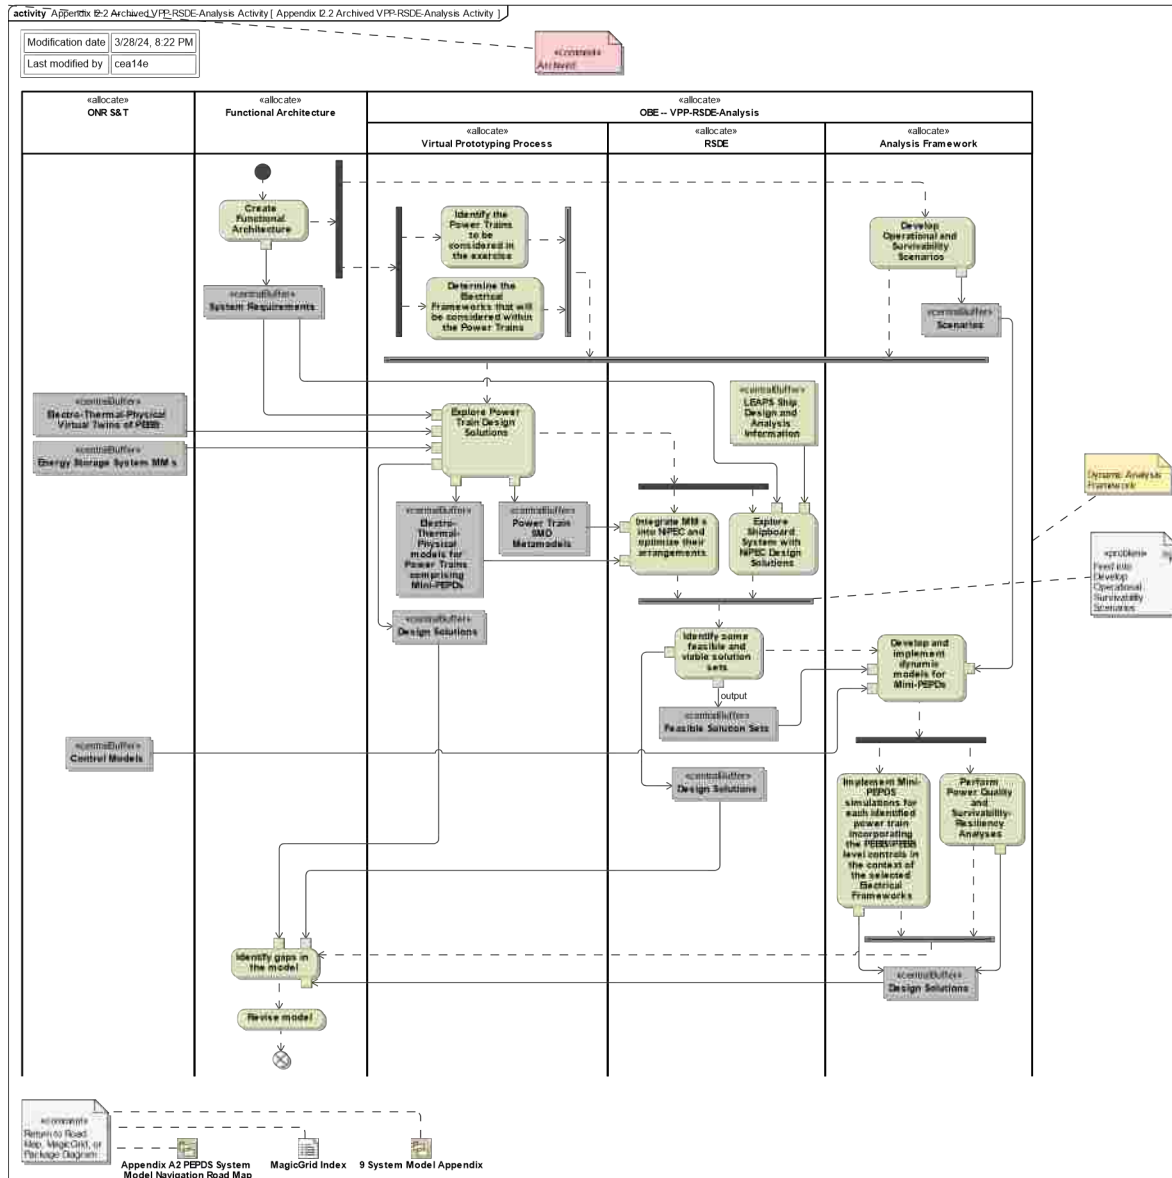 activity Appendix I2.2 Archived VPP-RSDE-Analysis Activity [ Appendix I2.2 Archived VPP-RSDE-Analysis Activity ]
Modification date 3/28/24, 8:22 PM
Last modified by cea14e
«Comment»
Archived
«allocate»
ONR S&T
«allocate»
Functional Architecture
«allocate»
OBE -- VPP-RSDE-Analysis
«allocate»
Virtual Prototyping Process
«allocate»
RSDE
«allocate»
Analysis Framework
Create
Functional
Architecture
Identify the
Power Trains
to be
considered in
the exercise
Develop
Operational and
Survivability
Scenarios
«centralBuffer»
System Requirements
Determine the
Electrical
Frameworks that will
be considered within
the Power Trains
«centralBuffer»
Scenarios
«centralBuffer»
Electro-Thermal-Physical
Virtual Twins of PEBB
«centralBuffer»
Energy Storage System MM s
Explore Power
Train Design
Solutions
«centralBuffer»
LEAPS Ship
Design and
Analysis
Information
Dynamic Analysis
Framework
«centralBuffer»
Electro-
Thermal-
Physical
models for
Power Trains
comprising
Mini-PEPDs
«centralBuffer»
Power Train
SMD
Metamodels
Integrate MM s
into NiPEC and
optimize their
arrangements
Explore
Shipboard
System with
NiPEC Design
Solutions
«problem»
Feed into
Develop
Operational
Survivability
Scenarios
«centralBuffer»
Design Solutions
Identify some
feasible and
viable solution
sets
Develop and
implement
dynamic
models for
Mini-PEPDs
output
«centralBuffer»
Feasible Solution Sets
«centralBuffer»
Control Models
«centralBuffer»
Design Solutions
Implement Mini-
PEPDS
simulations for
each identified
power train
incorporating
the PEBB-PEBB
level controls in
the context of
the selected
Electrical
Frameworks
Perform
Power Quality
and
Survivability-
Resiliency
Analyses
Identify gaps in
the model
«centralBuffer»
Design Solutions
Revise model
«comment»
Return to Road
Map, MagicGrid, or
Package Diagram
Appendix A2 PEPDS System
Model Navigation Road Map
MagicGrid Index
9 System Model Appendix